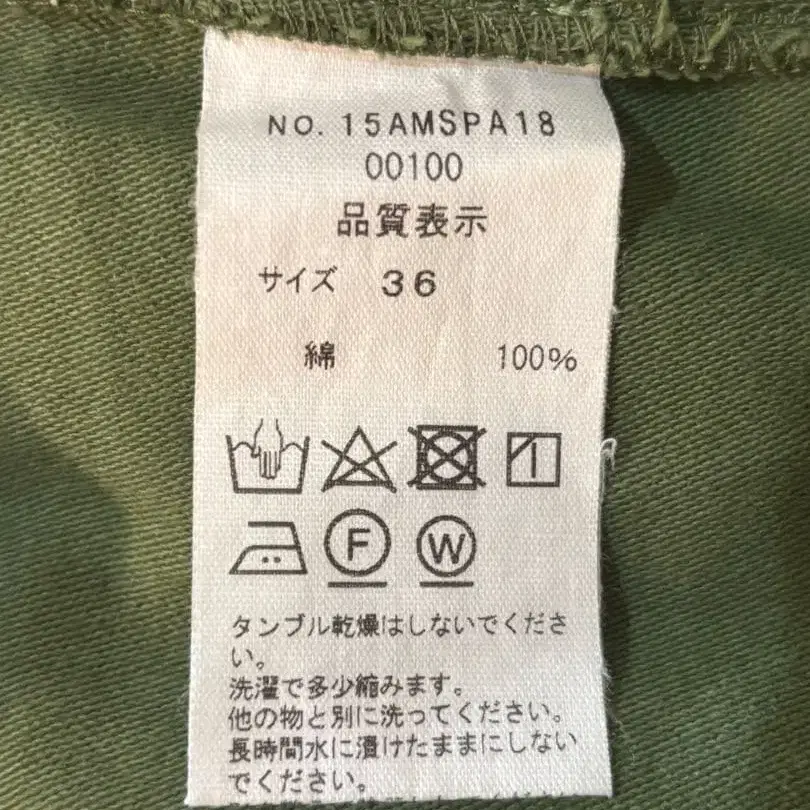 NO. 15AMSPA18
00100
品質表示
サイズ 36
綿 100%
F W
タンブル乾燥はしないでくださ
い。
洗濯で多少縮みます。
他の物と別に洗ってください。
長時間水に漬けたままにしない
でください。